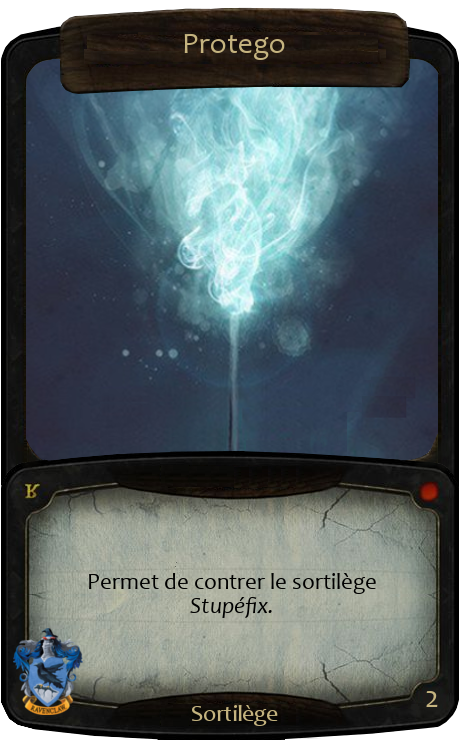 Protego
R
Permet de contrer le sortilège
Stupéfix.
RAVENCLAW
2
Sortilège